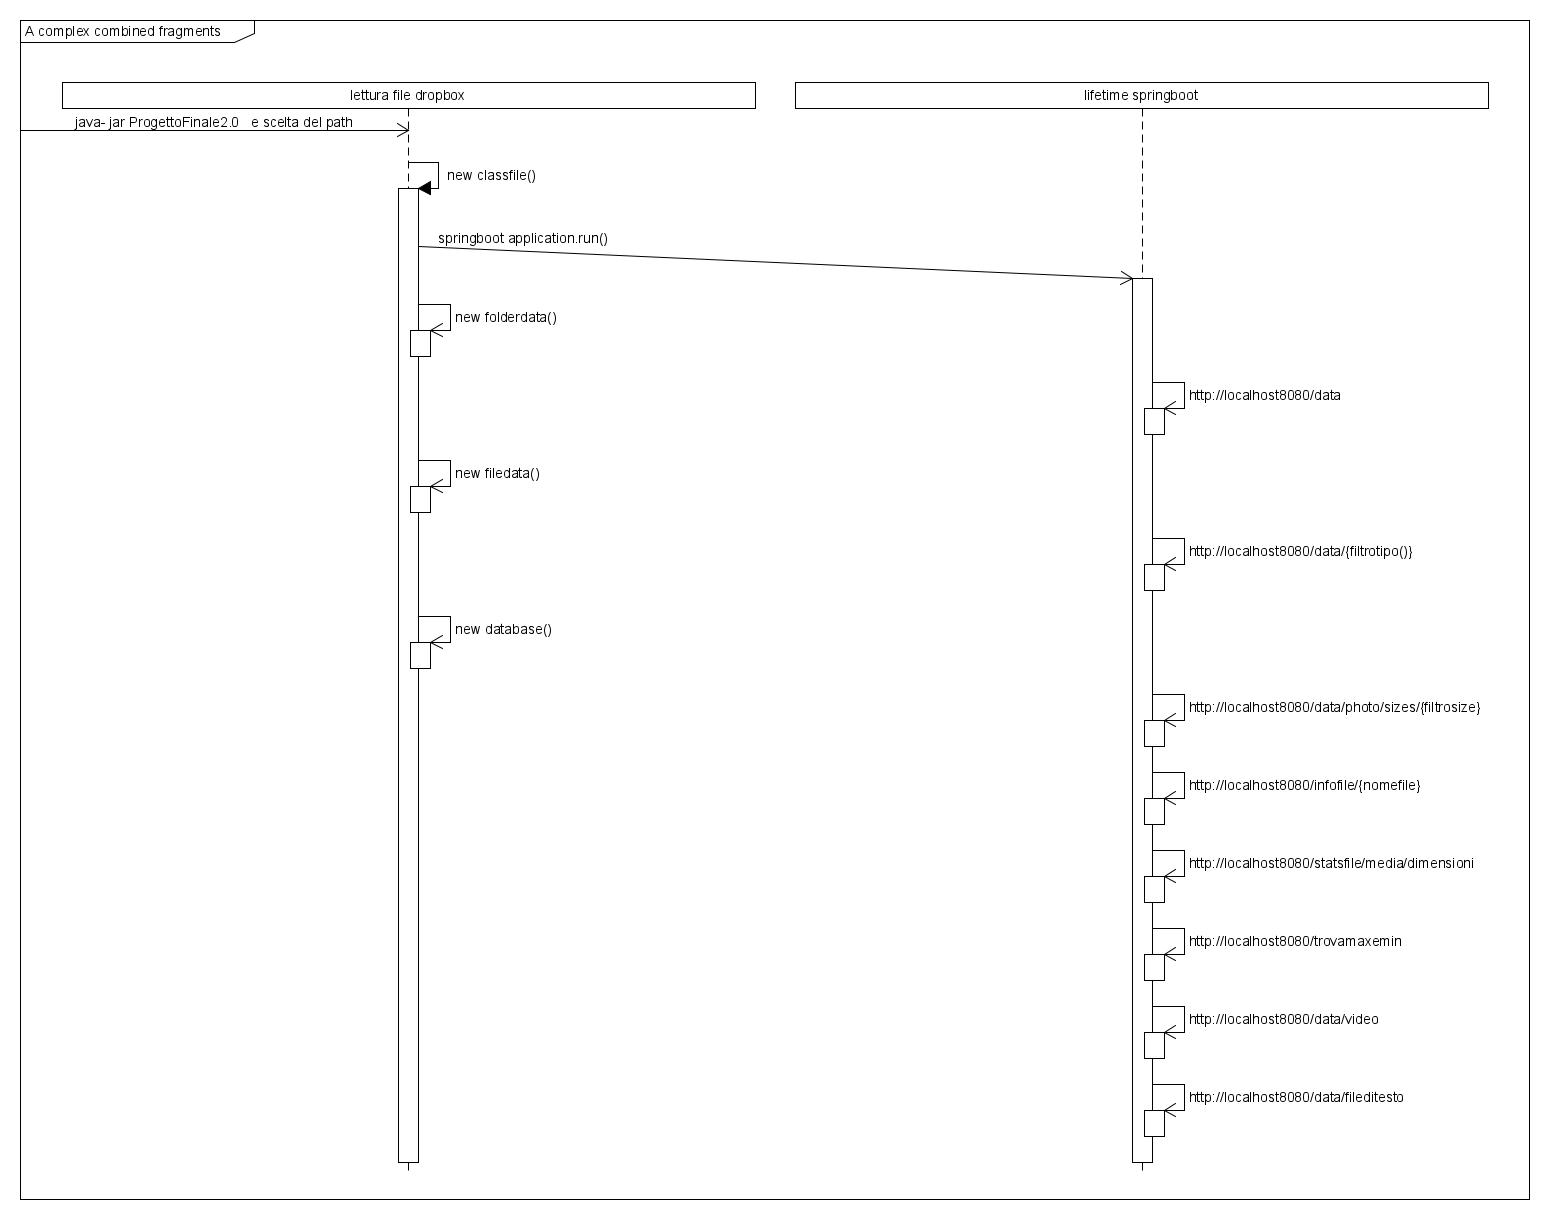 A complex combined fragments
lettura file dropbox
lifetime springboot
java- jar ProgettoFinale2.0   e scelta del path
new classfile()
springboot application.run()
new folderdata()
http://localhost8080/data
new filedata()
http://localhost8080/data/{filtrotipo()}
new database()
http://localhost8080/data/photo/sizes/{filtrosize}
http://localhost8080/infofile/{nomefile}
http://localhost8080/statsfile/media/dimensioni
http://localhost8080/trovamaxemin
http://localhost8080/data/video
http://localhost8080/data/fileditesto